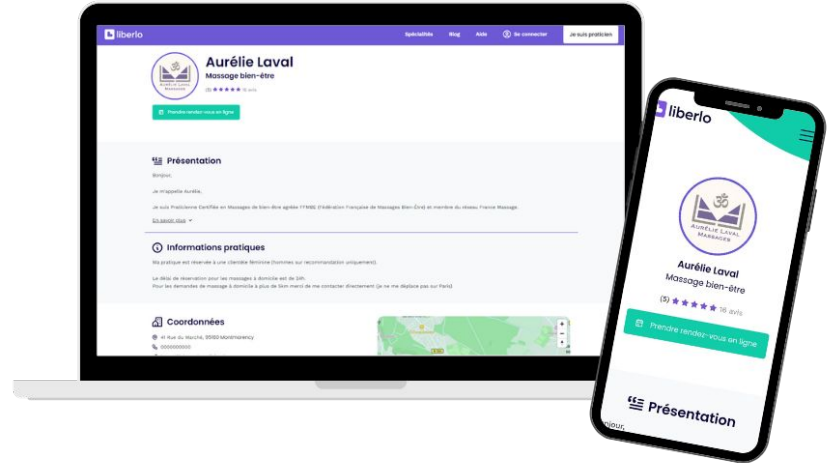 liberlo
Spécialités Blog Aide Se connecter Je suis praticien
Aurélie Laval
Massage bien-être
(5) ★★★★★ 16 avis
Prendre rendez-vous en ligne
Présentation
Bonjour,
Je m'appelle Aurélie,
Je suis Praticienne Certifiée en Massages de bien-être agréée FFMBE (Fédération Française de Massages Bien-Être) et membre du réseau France Massage.
En savoir plus
Informations pratiques
Ma pratique est réservée à une clientèle féminine (hommes sur recommandation uniquement).
Le délai de réservation pour les massages à domicile est de 24h.
Pour les demandes de massage à domicile à plus de 5km merci de me contacter directement (je ne me déplace pas sur Paris).
Coordonnées
41 Rue du Marché, 95160 Montmorency
0000000000
liberlo
ॐ
AURÉLIE LAVAL
MASSAGES
Aurélie Laval
Massage bien-être
(5) ★★★★★ 16 avis
Prendre rendez-vous en ligne
Présentation